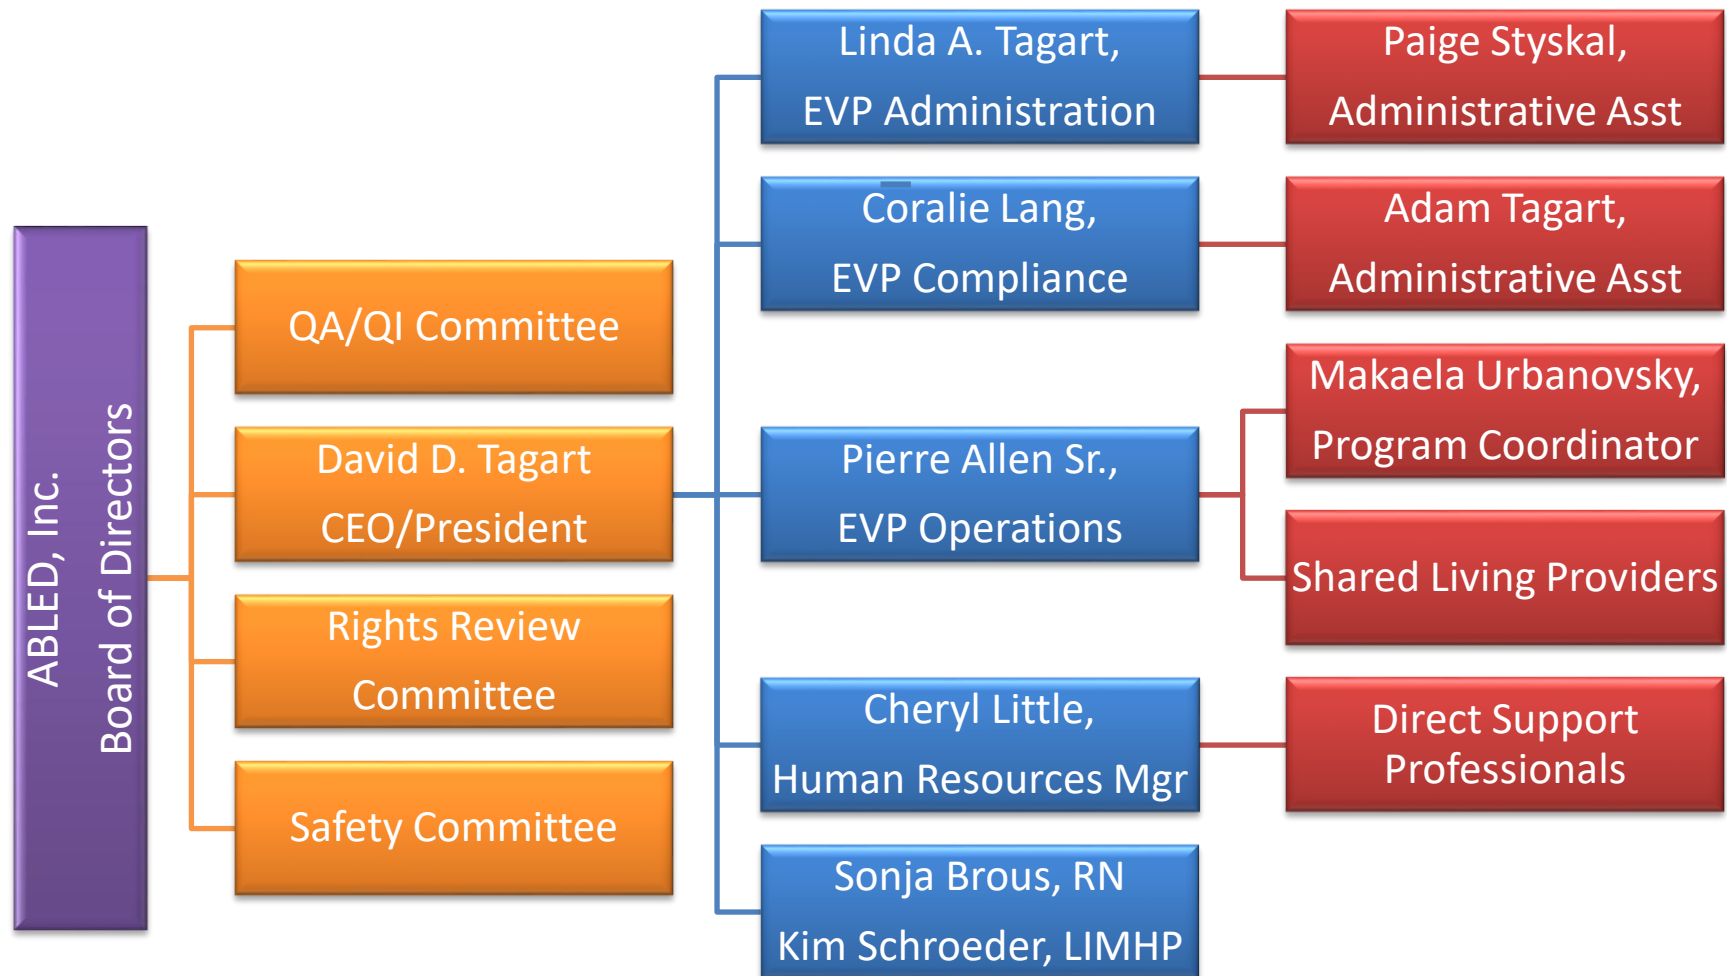 ABLED, Inc.
Board of Directors
QA/QI Committee
David D. Tagart
CEO/President
Rights Review
Committee
Safety Committee
Linda A. Tagart,
EVP Administration
Coralie Lang,
EVP Compliance
Pierre Allen Sr.,
EVP Operations
Cheryl Little,
Human Resources Mgr
Sonja Brous, RN
Kim Schroeder, LIMHP
Paige Styskal,
Administrative Asst
Adam Tagart,
Administrative Asst
Makaela Urbanovsky,
Program Coordinator
Shared Living Providers
Direct Support
Professionals